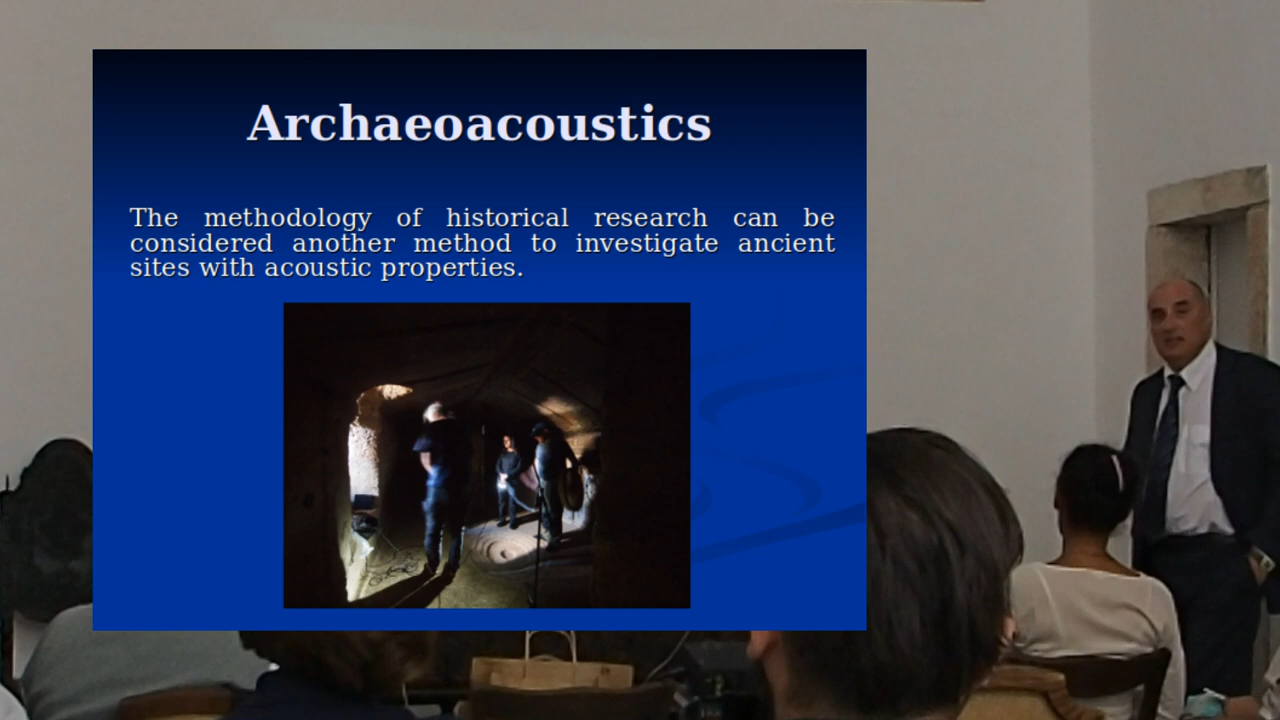 Archaeoacoustics
The methodology of historical research can be
considered another method to investigate ancient
sites with acoustic properties.